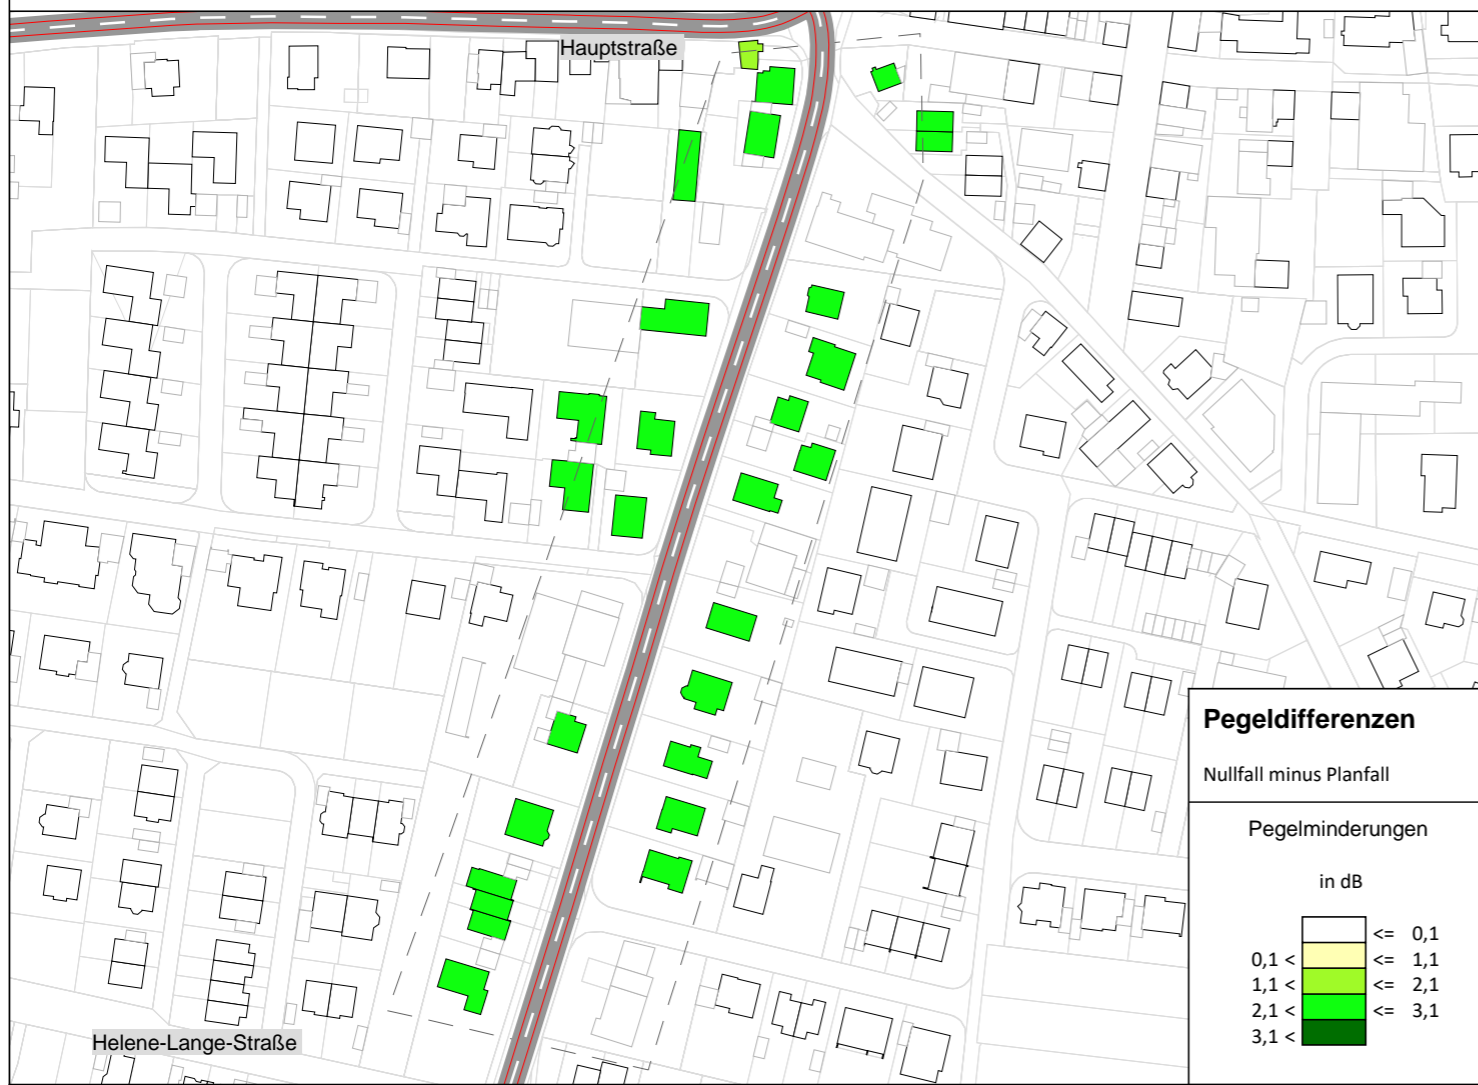 Hauptstraße
Pegeldifferenzen
Nullfall minus Planfall
Pegelminderungen
in dB
<= 0,1
0,1 < <= 1,1
1,1 < <= 2,1
2,1 < <= 3,1
3,1 <
Helene-Lange-Straße